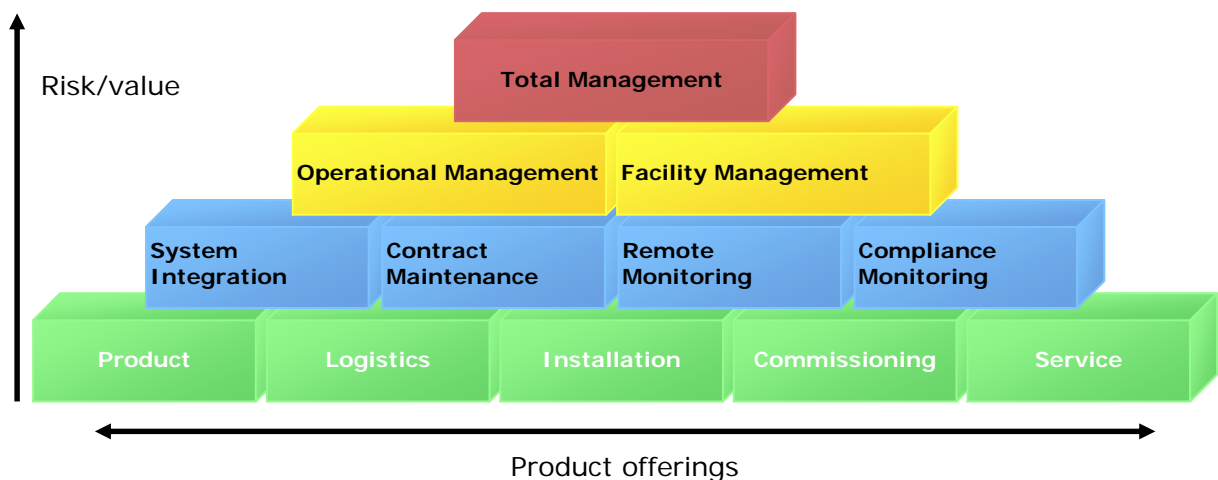 Total Management
Risk/value
Operational Management
Facility Management
System
Integration
Contract
Maintenance
Remote
Monitoring
Compliance
Monitoring
Product
Logistics
Installation
Commissioning
Service
Product offerings